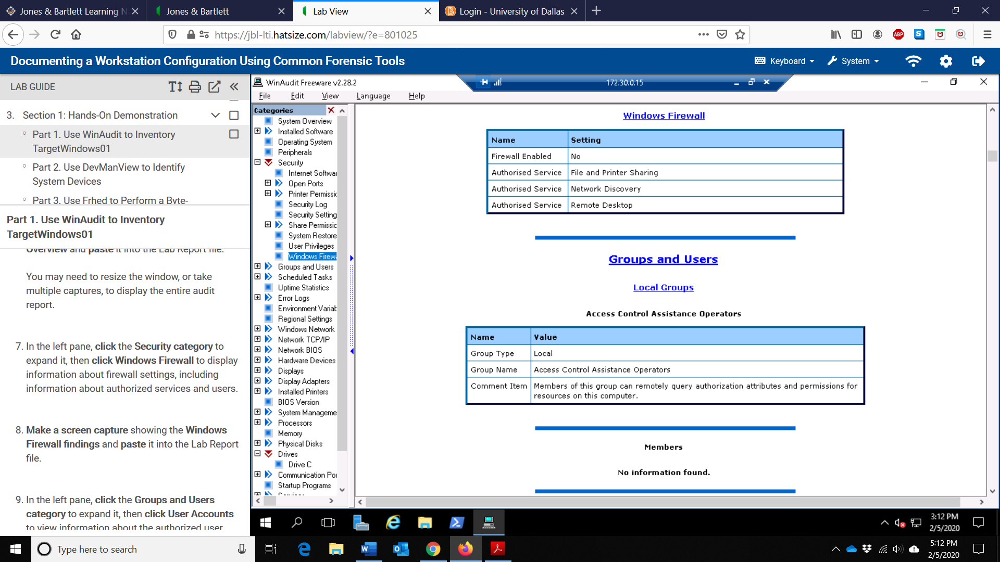 Jones & Bartlett Learning N
Jones & Bartlett
Lab View
Login - University of Dallas
https://jbl-lti.hatsize.com/labview/?e=801025
ABP
S
Documenting a Workstation Configuration Using Common Forensic Tools
Keyboard
System
LAB GUIDE
3. Section 1: Hands-On Demonstration
Part 1. Use WinAudit to Inventory
TargetWindows01
Part 2. Use DevManView to Identify
System Devices
Part 3. Use Frhed to Perform a Byte-
Part 1. Use WinAudit to Inventory
TargetWindows01
Overview and paste it into the Lab Report file.
You may need to resize the window, or take
multiple captures, to display the entire audit
report.
7. In the left pane, click the Security category to
expand it, then click Windows Firewall to display
information about firewall settings, including
information about authorized services and users.
8. Make a screen capture showing the Windows
Firewall findings and paste it into the Lab Report
file.
9. In the left pane, click the Groups and Users
category to expand it, then click User Accounts
to view information about the authorized user
WinAudit Freeware v2.28.2
172.30.0.15
File Edit View Language Help
Categories
System Overview
Installed Software
Operating System
Peripherals
Security
Internet Softwar
Open Ports
Printer Permissic
Security Log
Security Setting
Share Permissic
System Restore
User Privileges
Windows Firew
Groups and Users
Scheduled Tasks
Uptime Statistics
Error Logs
Environment Variab
Regional Settings
Windows Network
Network TCP/IP
Network BIOS
Hardware Devices
Displays
Display Adapters
Installed Printers
BIOS Version
System Manageme
Processors
Memory
Physical Disks
Drives
Drive C
Communication Por
Startup Programs
Windows Firewall
Name Setting
Firewall Enabled No
Authorised Service File and Printer Sharing
Authorised Service Network Discovery
Authorised Service Remote Desktop
Groups and Users
Local Groups
Access Control Assistance Operators
Name Value
Group Type Local
Group Name Access Control Assistance Operators
Comment Item Members of this group can remotely query authorization attributes and permissions for
resources on this computer.
Members
No information found.
3:12 PM
2/5/2020
Type here to search
5:12 PM
2/5/2020